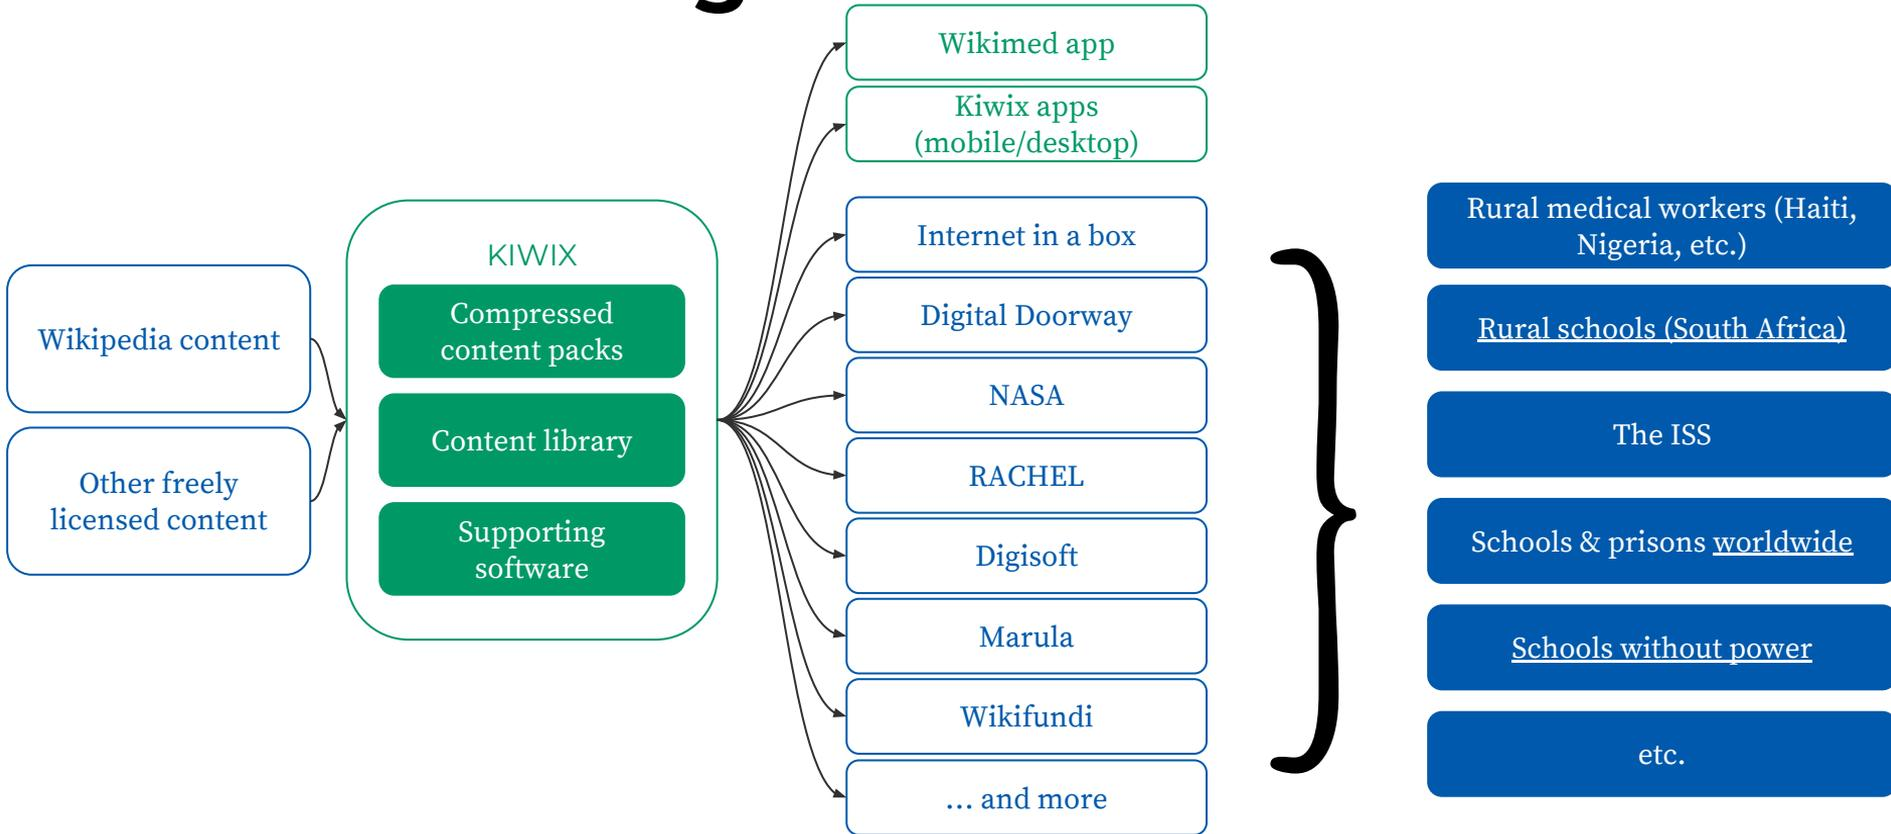 Wikipedia content
Other freely
licensed content
KIWIX
Compressed
content packs
Content library
Supporting
software
Wikimed app
Kiwix apps
(mobile/desktop)
Internet in a box
Digital Doorway
NASA
RACHEL
Digisoft
Marula
Wikifundi
... and more
Rural medical workers (Haiti,
Nigeria, etc.)
Rural schools (South Africa)
The ISS
Schools & prisons worldwide
Schools without power
etc.